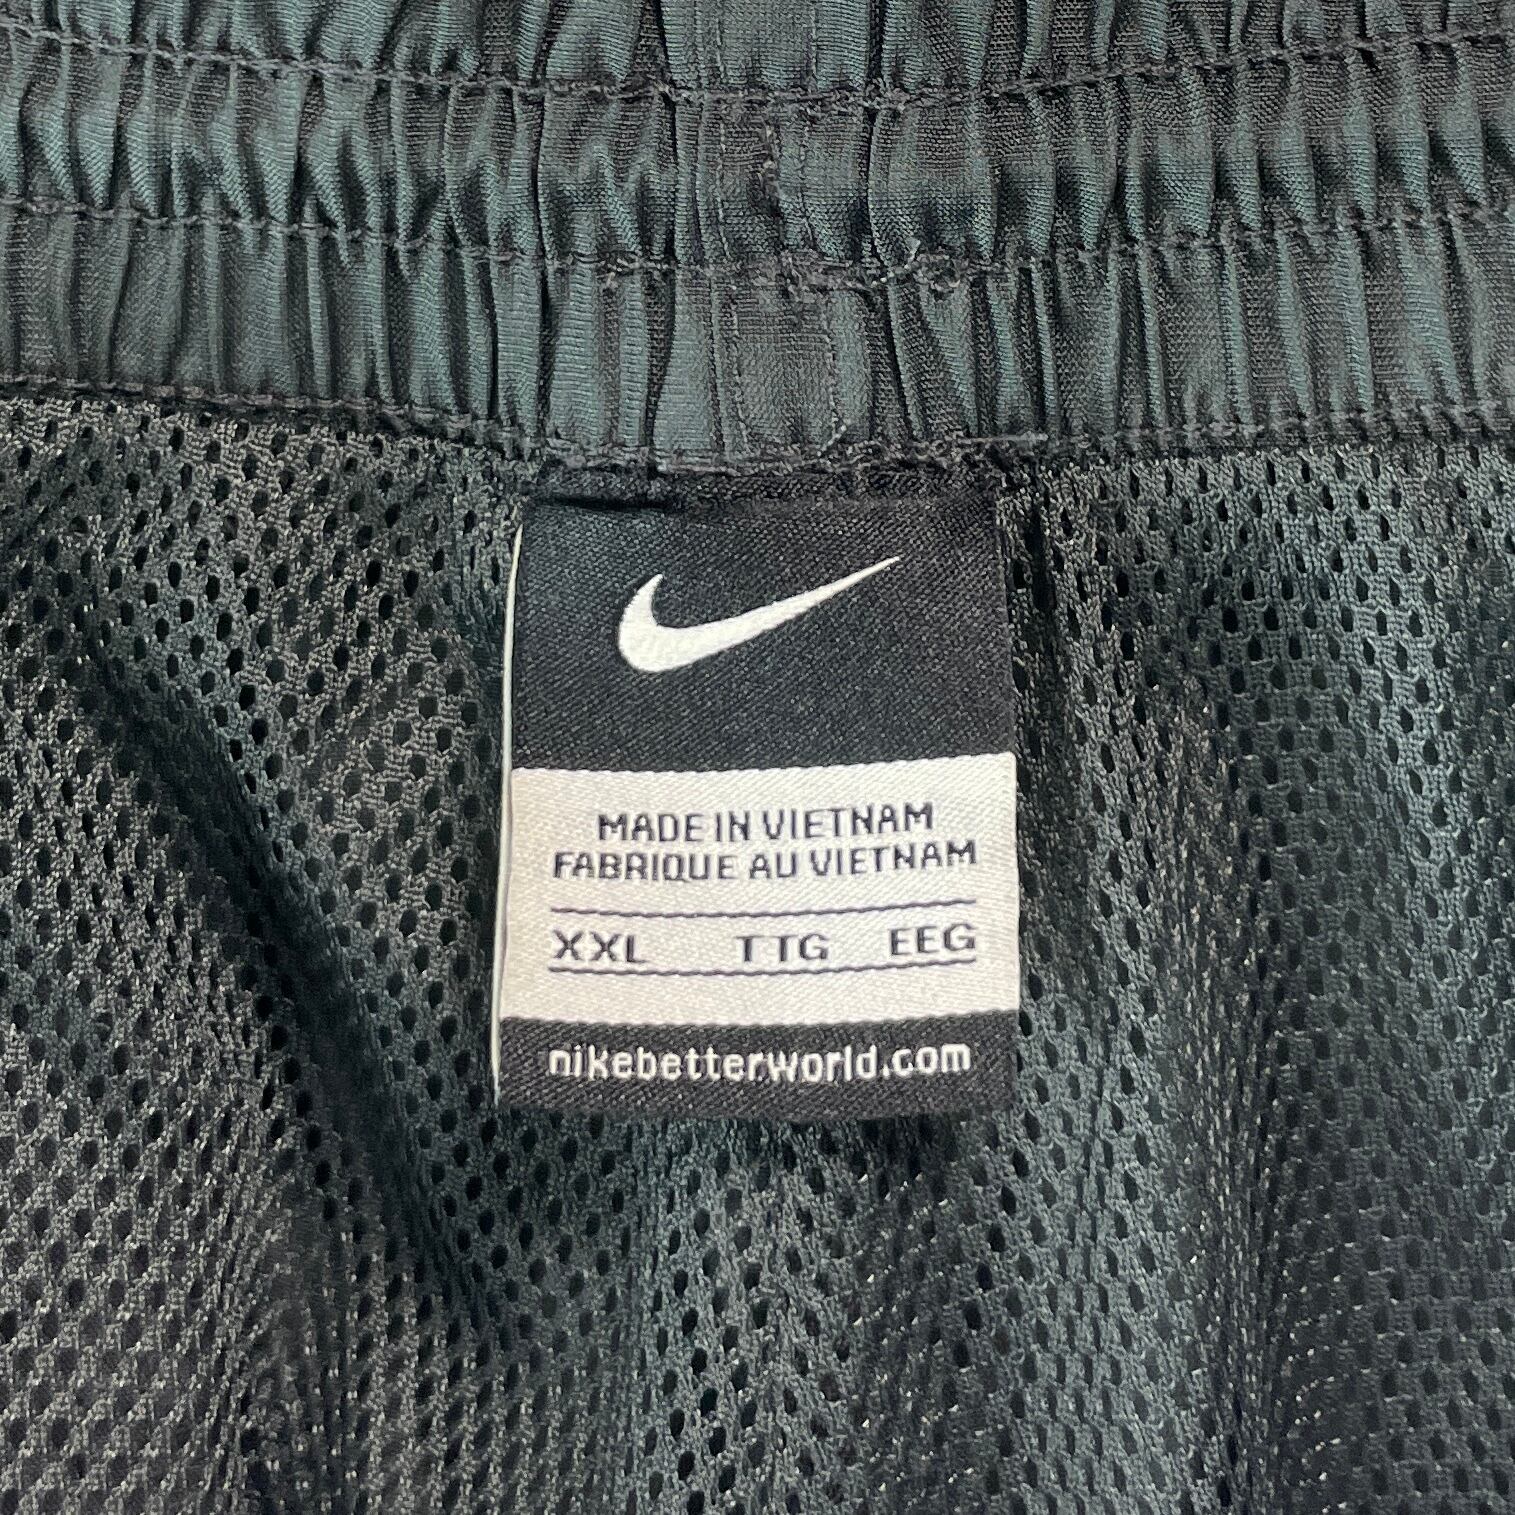 MADE IN VIETNAM
FABRIQUE AU VIETNAM
XXL TTG EEG
nikebetterworld.com